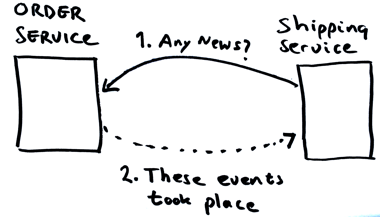 ORDER
SERVICE
1. Any News?
Shipping
Service
2. These events
took place